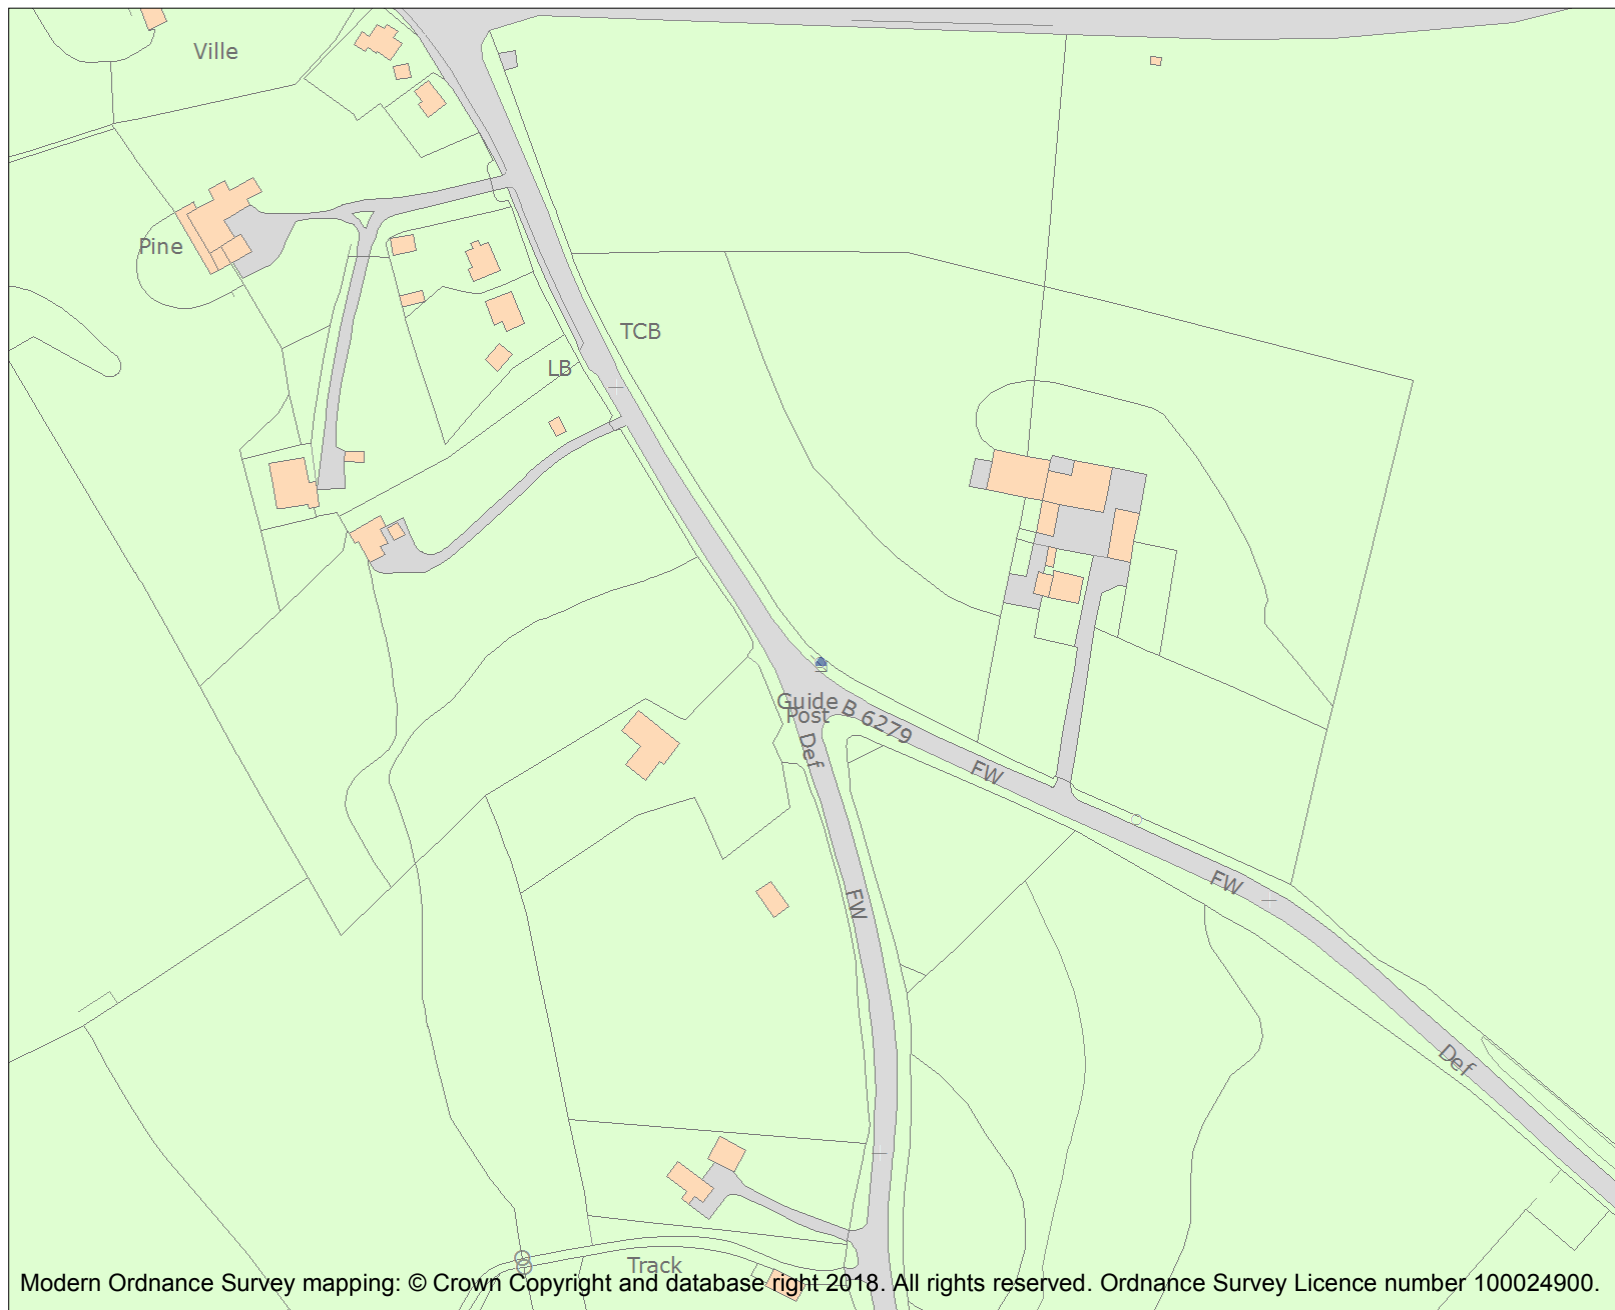 Ville
Pine
TCB
LB
Guide
Post
B 6279
Def
FW
FW
FW
Def
Track
Modern Ordnance Survey mapping: © Crown Copyright and database right 2018. All rights reserved. Ordnance Survey Licence number 100024900.